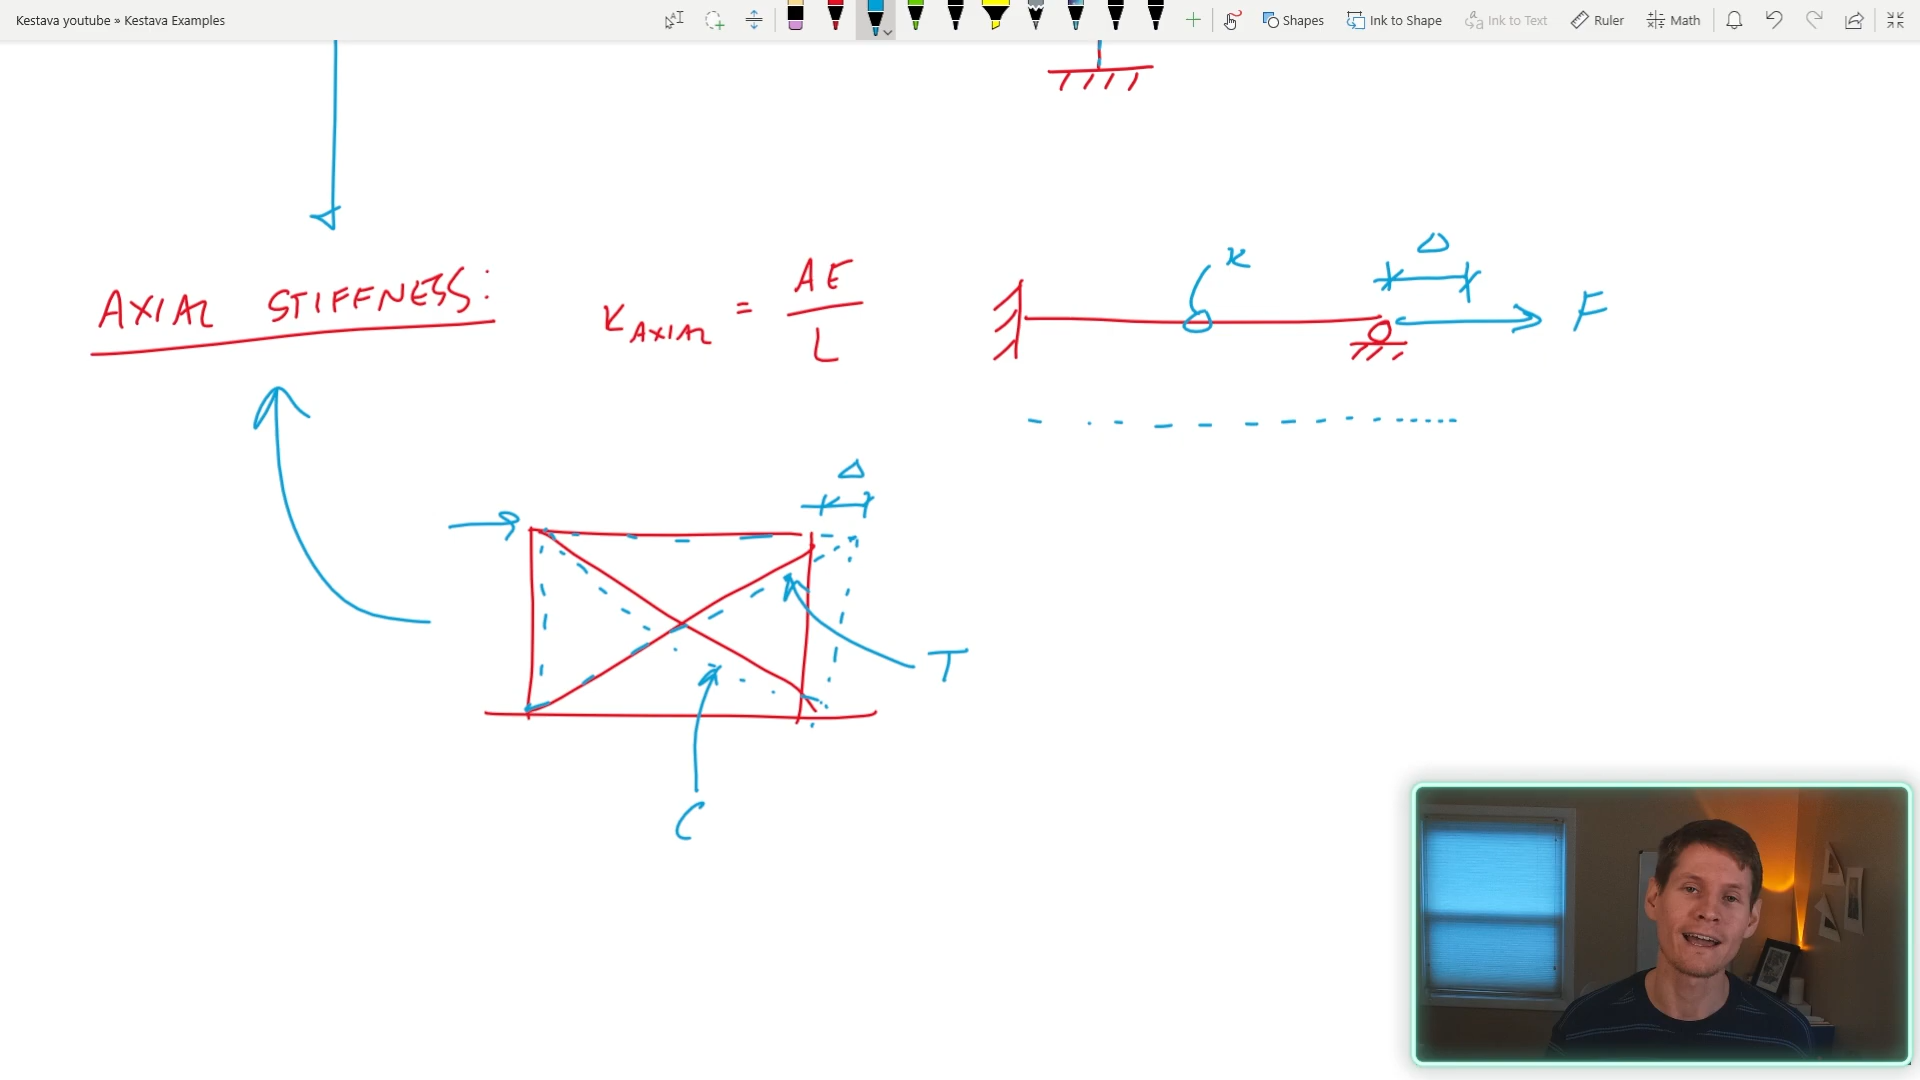 Kestava youtube » Kestava Examples
Shapes
Ink to Shape
Ink to Text
Ruler
Math
AXIAL STIFFNESS:
K AXIAL = AE / L
K
Δ
F
Δ
T
C